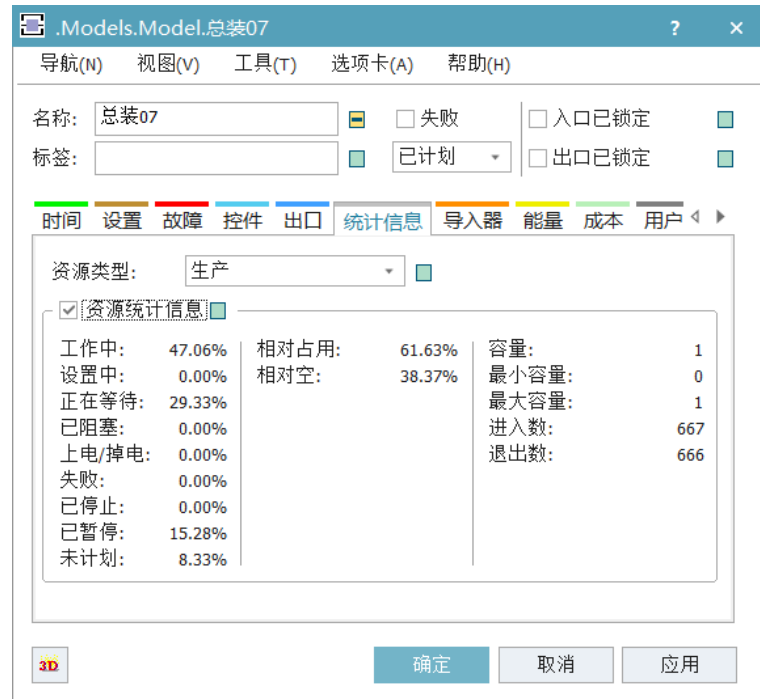 .Models.Model.总装07 ? ×
导航(N) 视图(V) 工具(T) 选项卡(A) 帮助(H)
名称: 总装07 失败 入口已锁定
标签: 已计划 出口已锁定
时间 设置 故障 控件 出口 统计信息 导入器 能量 成本 用户
资源类型: 生产
资源统计信息
工作中: 47.06% 相对占用: 61.63% 容量: 1
设置中: 0.00% 相对空: 38.37% 最小容量: 0
正在等待: 29.33% 最大容量: 1
已阻塞: 0.00% 进入数: 667
上电/掉电: 0.00% 退出数: 666
失败: 0.00%
已停止: 0.00%
已暂停: 15.28%
未计划: 8.33%
3D 确定 取消 应用